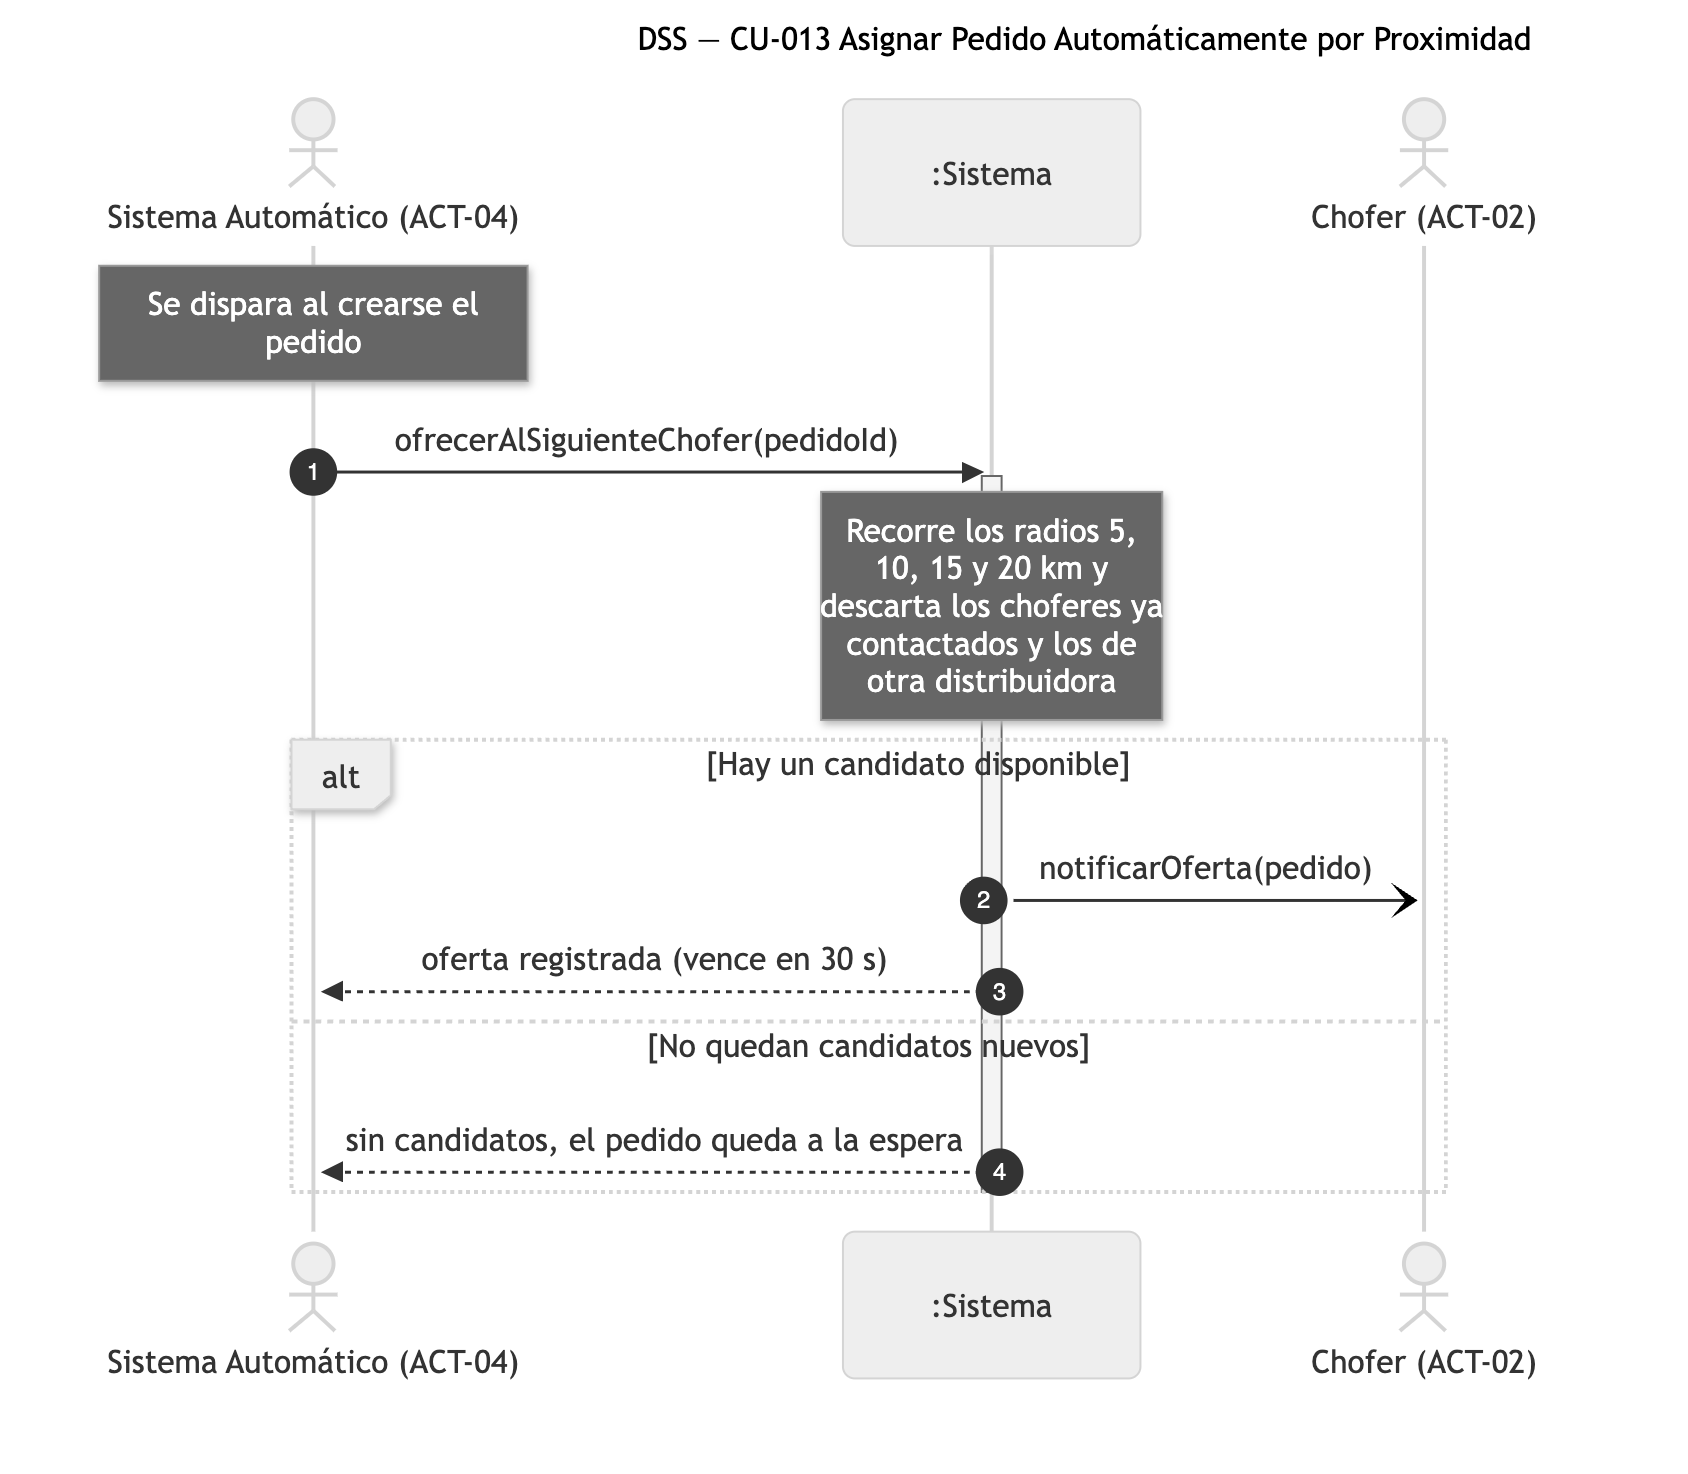 DSS — CU-013 Asignar Pedido Automáticamente por Proximidad
Sistema Automático (ACT-04)
:Sistema
Chofer (ACT-02)
Se dispara al crearse el
pedido
ofrecerAlSiguienteChofer(pedidoId)
1
Recorre los radios 5,
10, 15 y 20 km y
descarta los choferes ya
contactados y los de
otra distribuidora
alt
[Hay un candidato disponible]
notificarOferta(pedido)
2
oferta registrada (vence en 30 s)
3
[No quedan candidatos nuevos]
sin candidatos, el pedido queda a la espera
4
Sistema Automático (ACT-04)
:Sistema
Chofer (ACT-02)